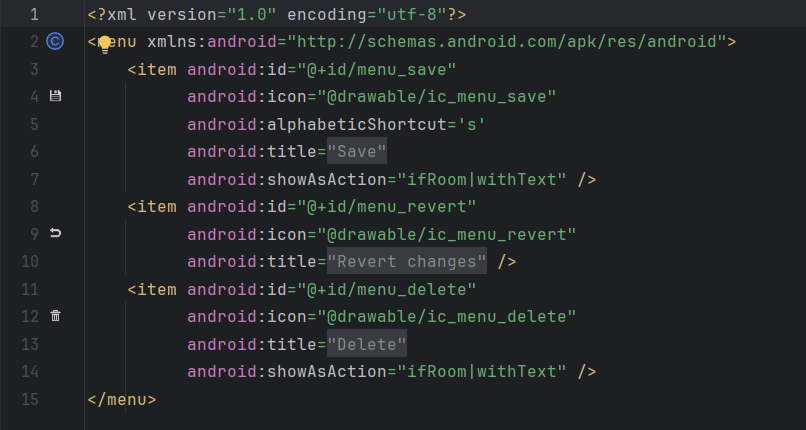 1 <?xml version="1.0" encoding="utf-8"?>
2 <menu xmlns:android="http://schemas.android.com/apk/res/android">
3     <item android:id="@+id/menu_save"
4           android:icon="@drawable/ic_menu_save"
5           android:alphabeticShortcut='s'
6           android:title="Save"
7           android:showAsAction="ifRoom|withText" />
8     <item android:id="@+id/menu_revert"
9           android:icon="@drawable/ic_menu_revert"
10           android:title="Revert changes" />
11     <item android:id="@+id/menu_delete"
12           android:icon="@drawable/ic_menu_delete"
13           android:title="Delete"
14           android:showAsAction="ifRoom|withText" />
15 </menu>